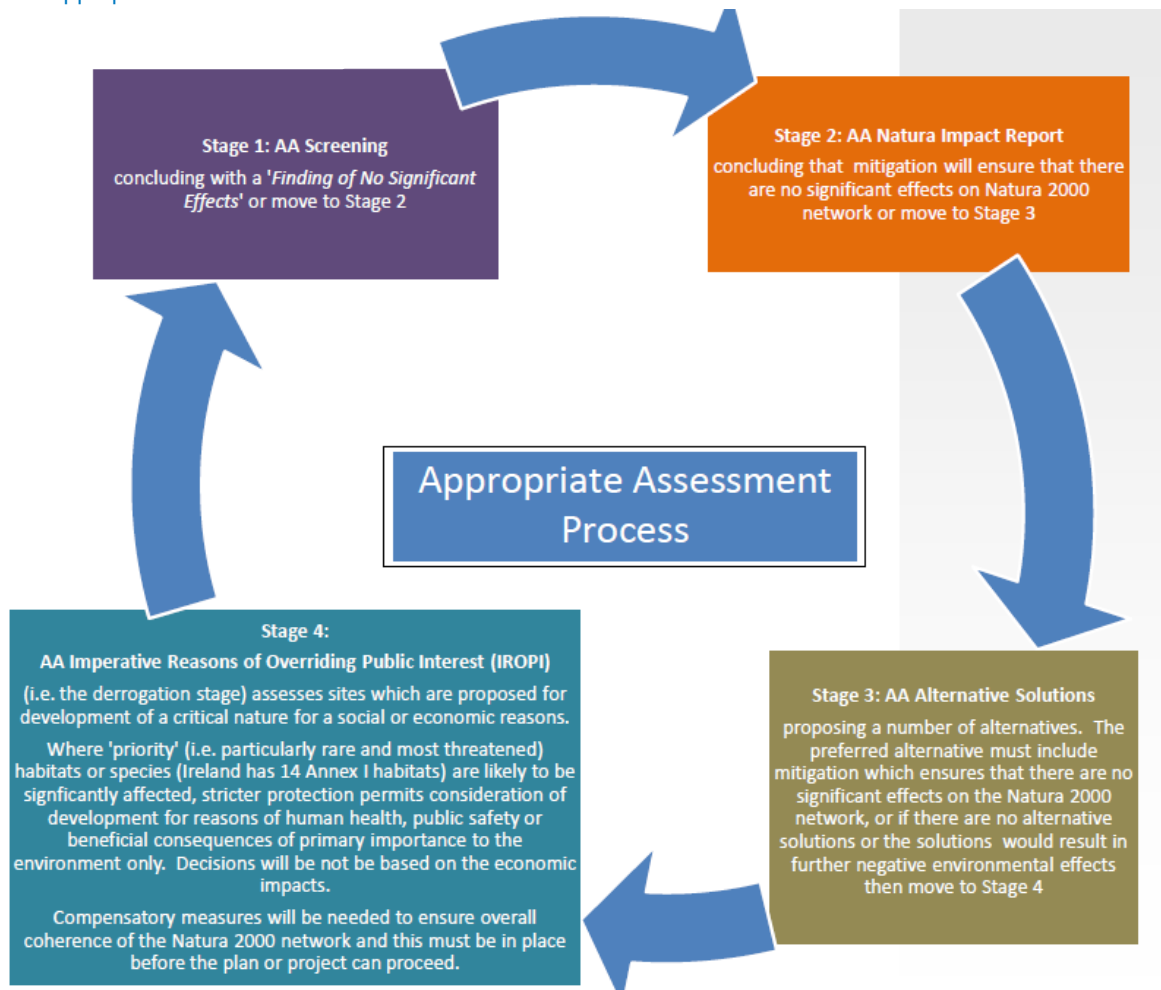 Stage 1: AA Screening
concluding with a 'Finding of No Significant
Effects' or move to Stage 2
Stage 2: AA Natura Impact Report
concluding that mitigation will ensure that there
are no significant effects on Natura 2000
network or move to Stage 3
Appropriate Assessment
Process
Stage 3: AA Alternative Solutions
proposing a number of alternatives. The
preferred alternative must include
mitigation which ensures that there are no
significant effects on the Natura 2000
network, or if there are no alternative
solutions or the solutions would result in
further negative environmental effects
then move to Stage 4
Stage 4:
AA Imperative Reasons of Overriding Public Interest (IROPI)
(i.e. the derrogation stage) assesses sites which are proposed for
development of a critical nature for a social or economic reasons.
Where 'priority' (i.e. particularly rare and most threatened)
habitats or species (Ireland has 14 Annex I habitats) are likely to be
signficantly affected, stricter protection permits consideration of
development for reasons of human health, public safety or
beneficial consequences of primary importance to the
environment only. Decisions will be not be based on the economic
impacts.
Compensatory measures will be needed to ensure overall
coherence of the Natura 2000 network and this must be in place
before the plan or project can proceed.